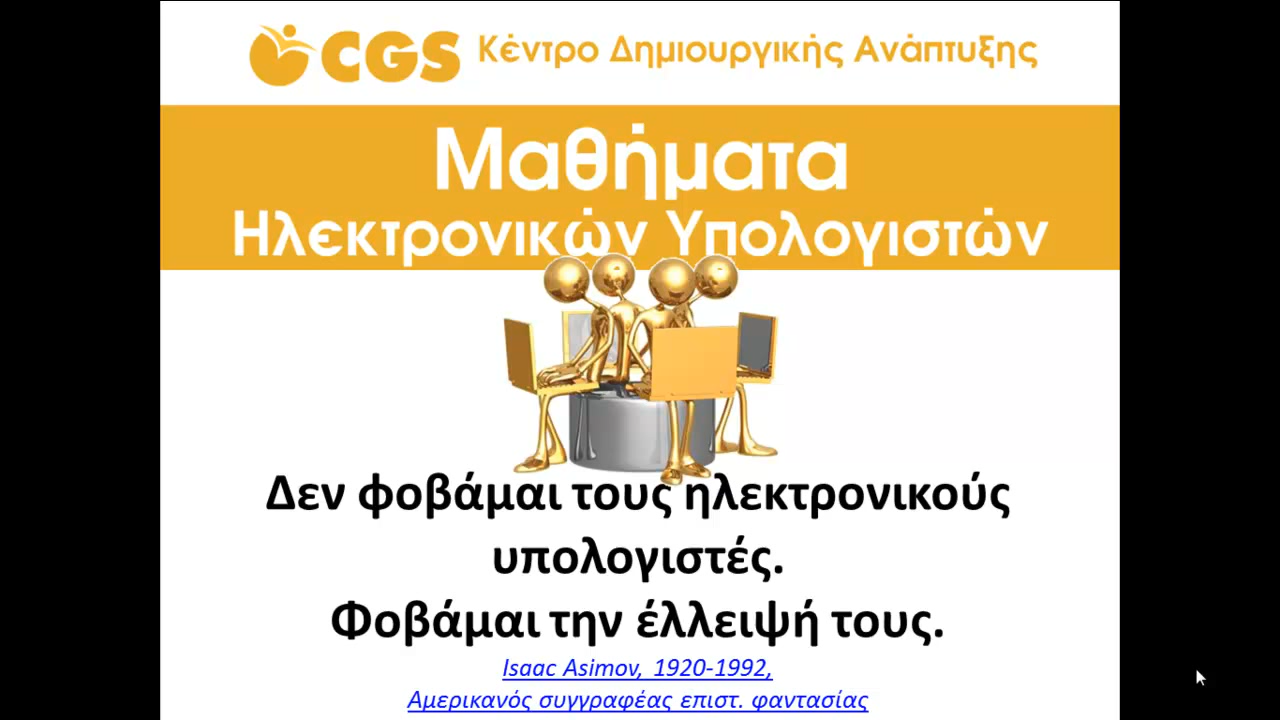 CGS Κέντρο Δημιουργικής Ανάπτυξης
Μαθήματα
Ηλεκτρονικών Υπολογιστών
Δεν φοβάμαι τους ηλεκτρονικούς
υπολογιστές.
Φοβάμαι την έλλειψή τους.
Isaac Asimov, 1920-1992,
Αμερικανός συγγραφέας επιστ. φαντασίας